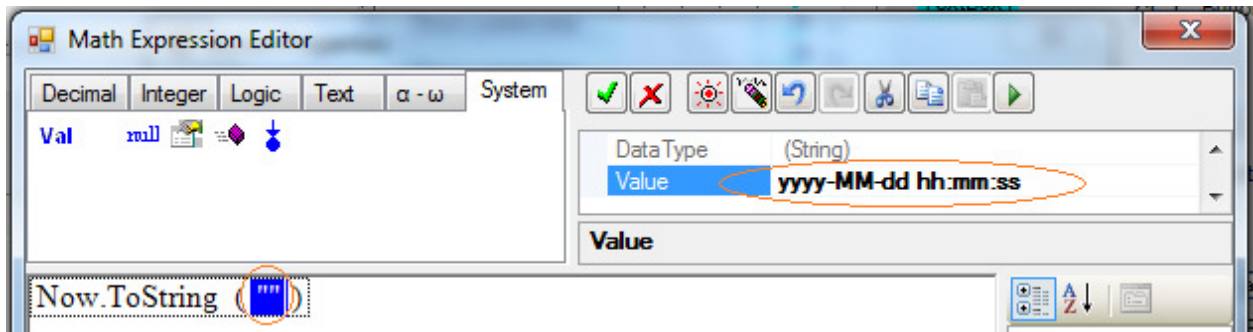 Math Expression Editor
Decimal Integer Logic Text α - ω System
Val null
DataType (String)
Value yyyy-MM-dd hh:mm:ss
Value
Now.ToString ( "" )
A
Z